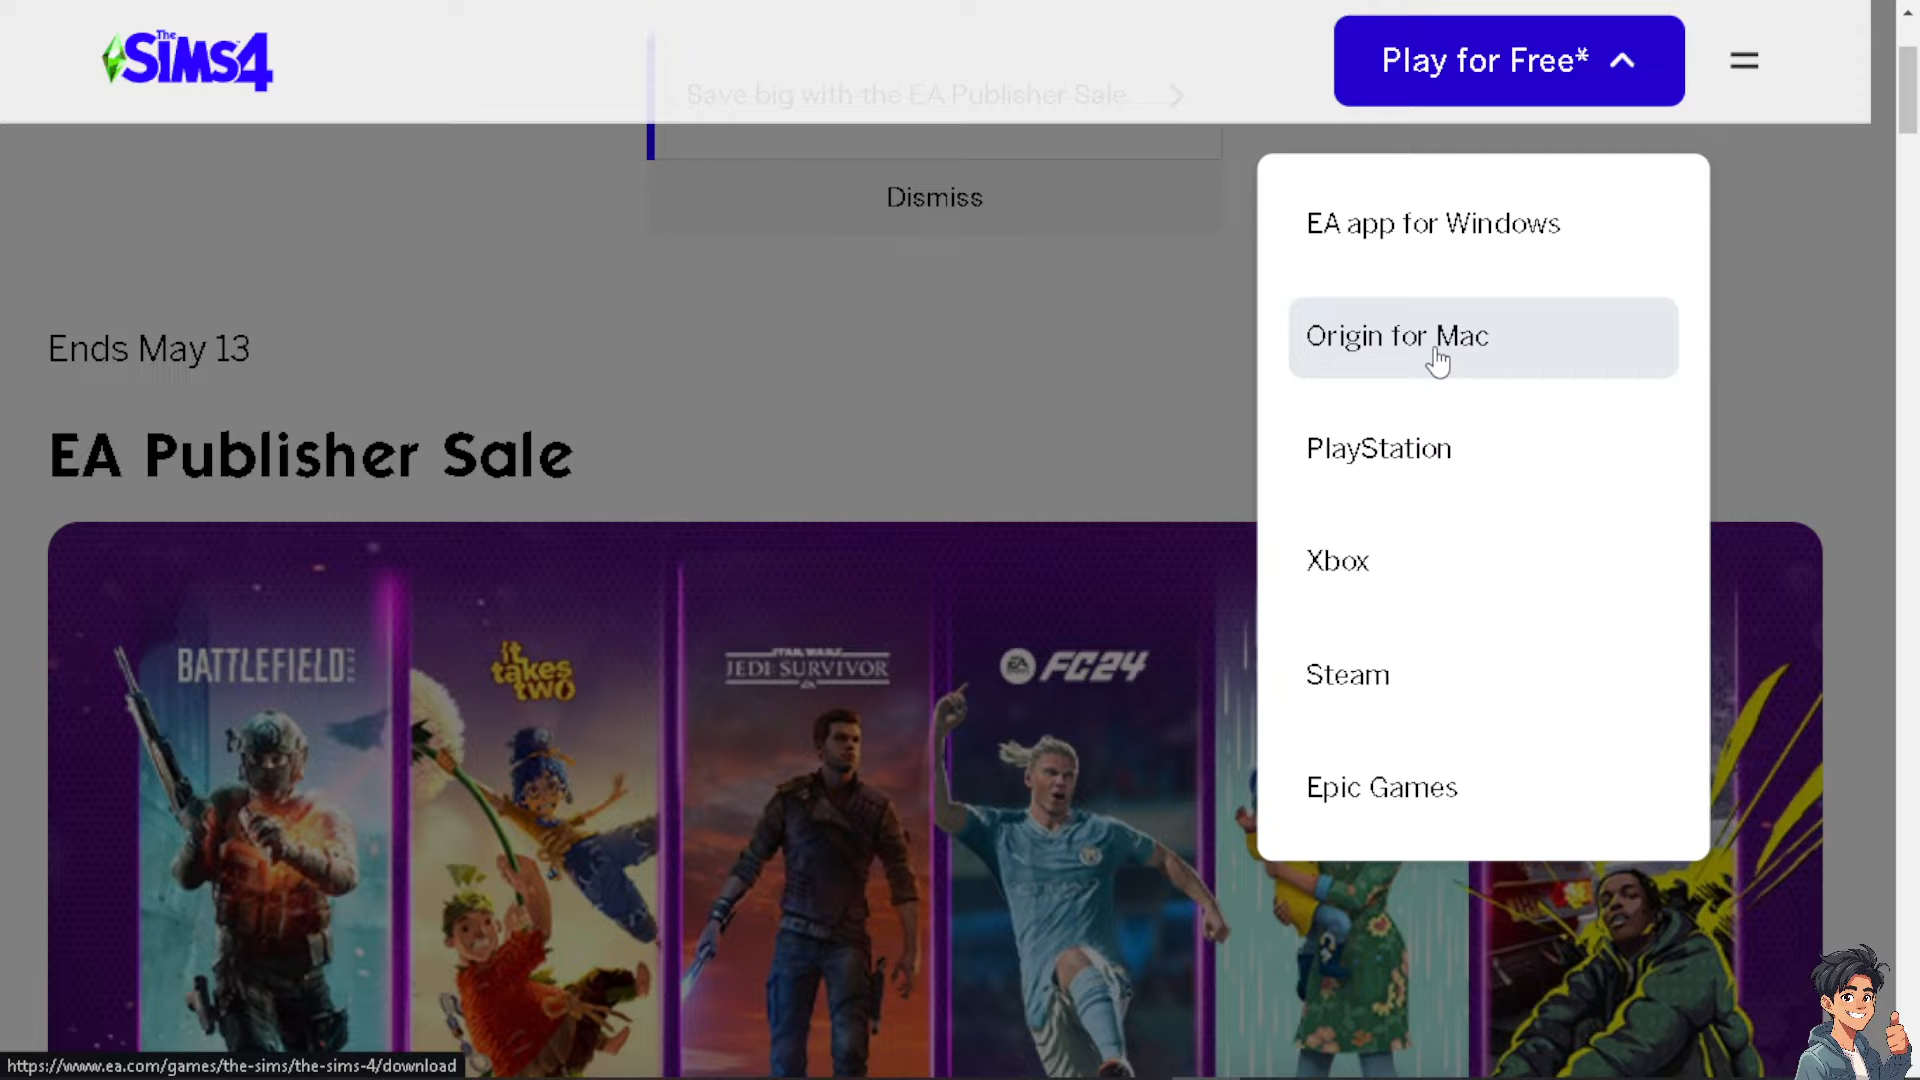 The SIMS 4
Save big with the EA Publisher Sale
Play for Free*
Dismiss
EA app for Windows
Origin for Mac
PlayStation
Xbox
Steam
Epic Games
Ends May 13
EA Publisher Sale
BATTLEFIELD
it takes two
STAR WARS
JEDI: SURVIVOR
EA FC24
https://www.ea.com/games/the-sims/the-sims-4/download